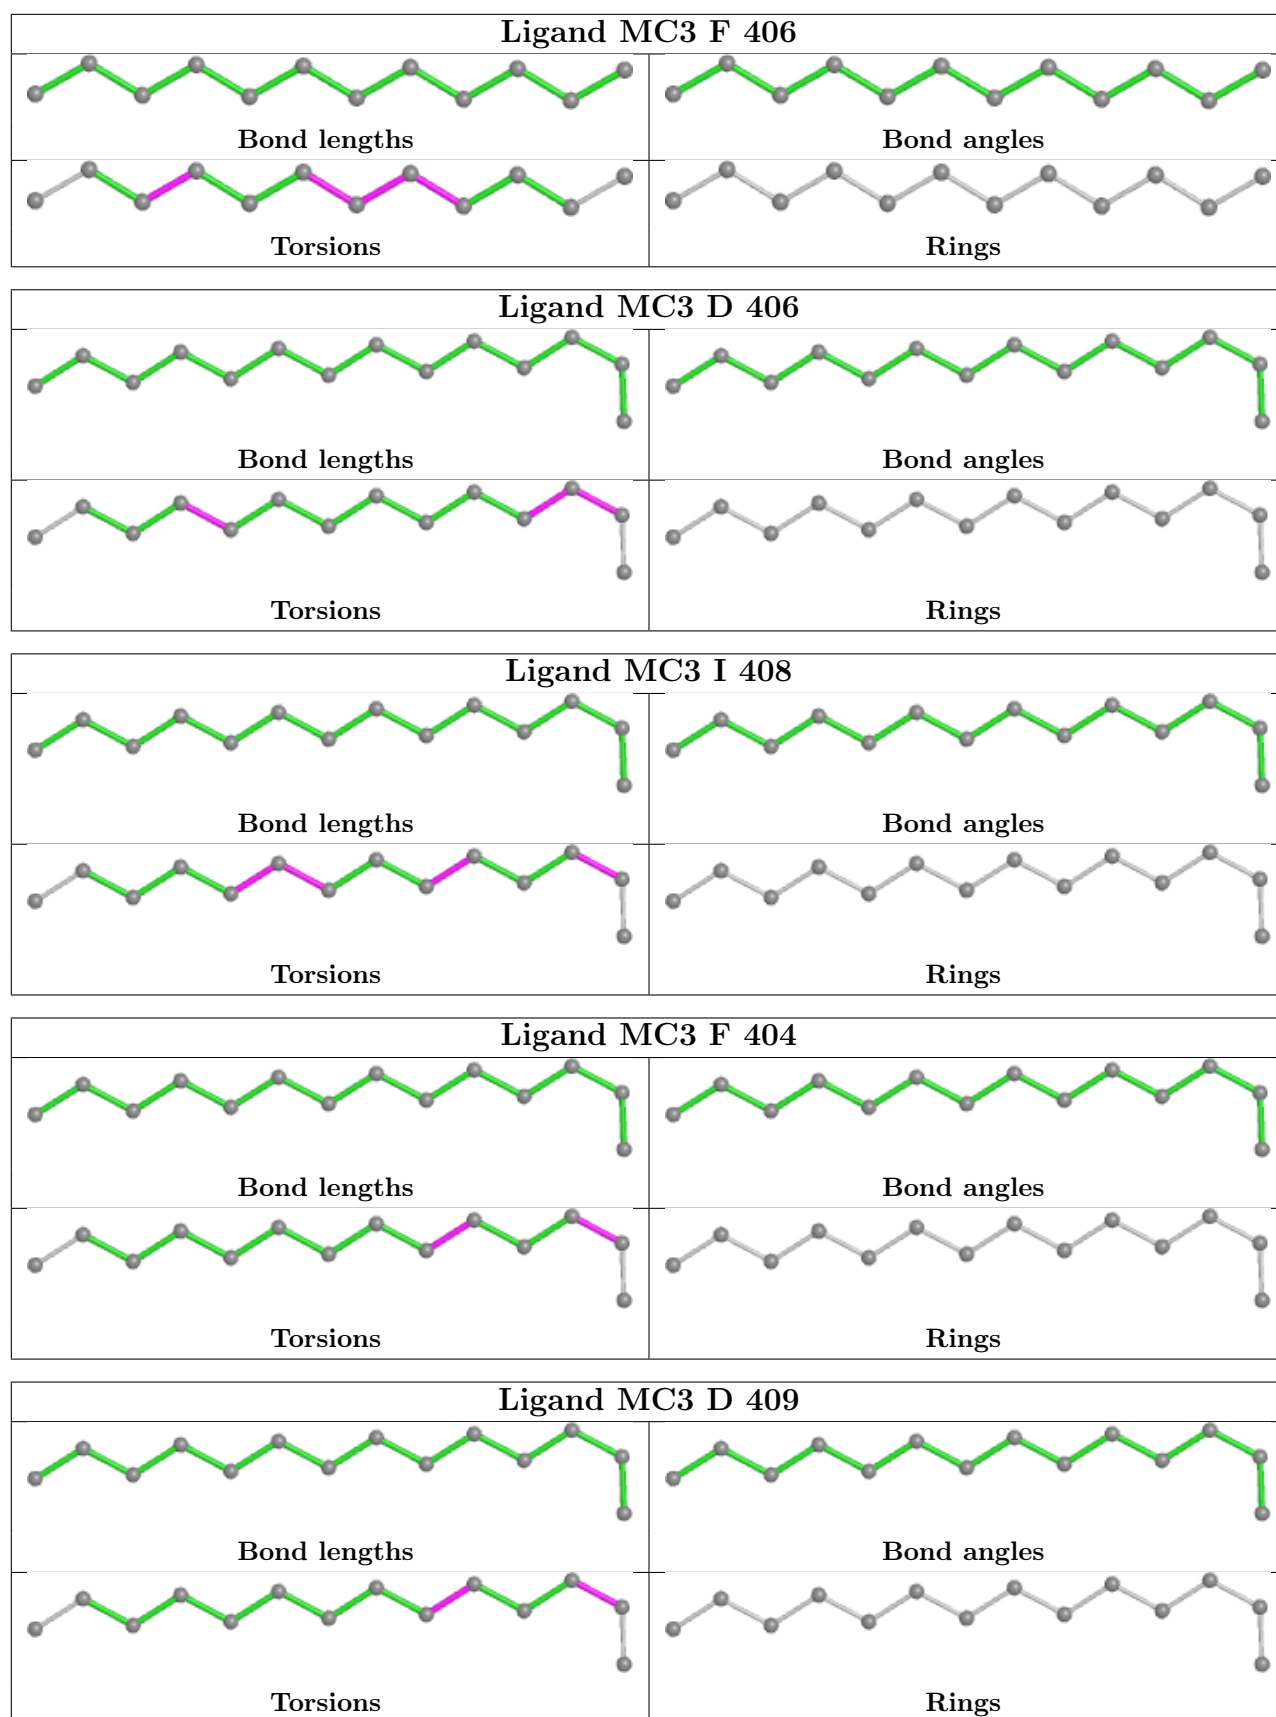 Ligand MC3 F 406
Bond lengths
Bond angles
Torsions
Rings
Ligand MC3 D 406
Bond lengths
Bond angles
Torsions
Rings
Ligand MC3 I 408
Bond lengths
Bond angles
Torsions
Rings
Ligand MC3 F 404
Bond lengths
Bond angles
Torsions
Rings
Ligand MC3 D 409
Bond lengths
Bond angles
Torsions
Rings